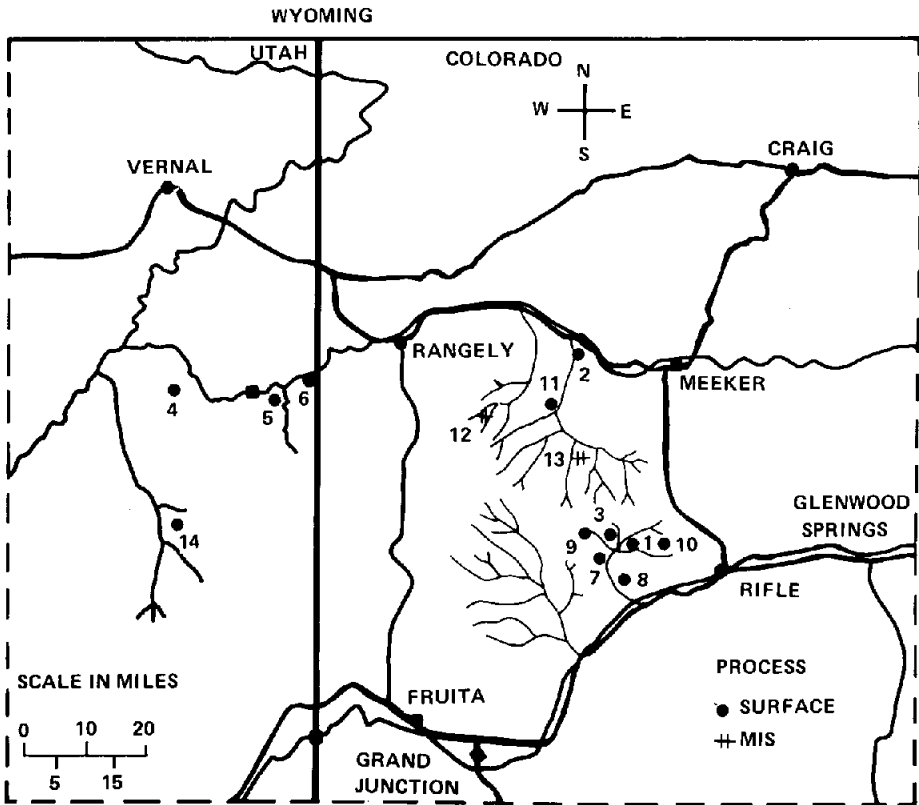 WYOMING
UTAH
COLORADO
N
W E
S
CRAIG
VERNAL
RANGELY
2
MEEKER
11
6
4
5
12
13
GLENWOOD
SPRINGS
3
14
9
1
10
7
8
RIFLE
SCALE IN MILES
PROCESS
FRUITA
SURFACE
0 10 20
MIS
GRAND
JUNCTION
5 15